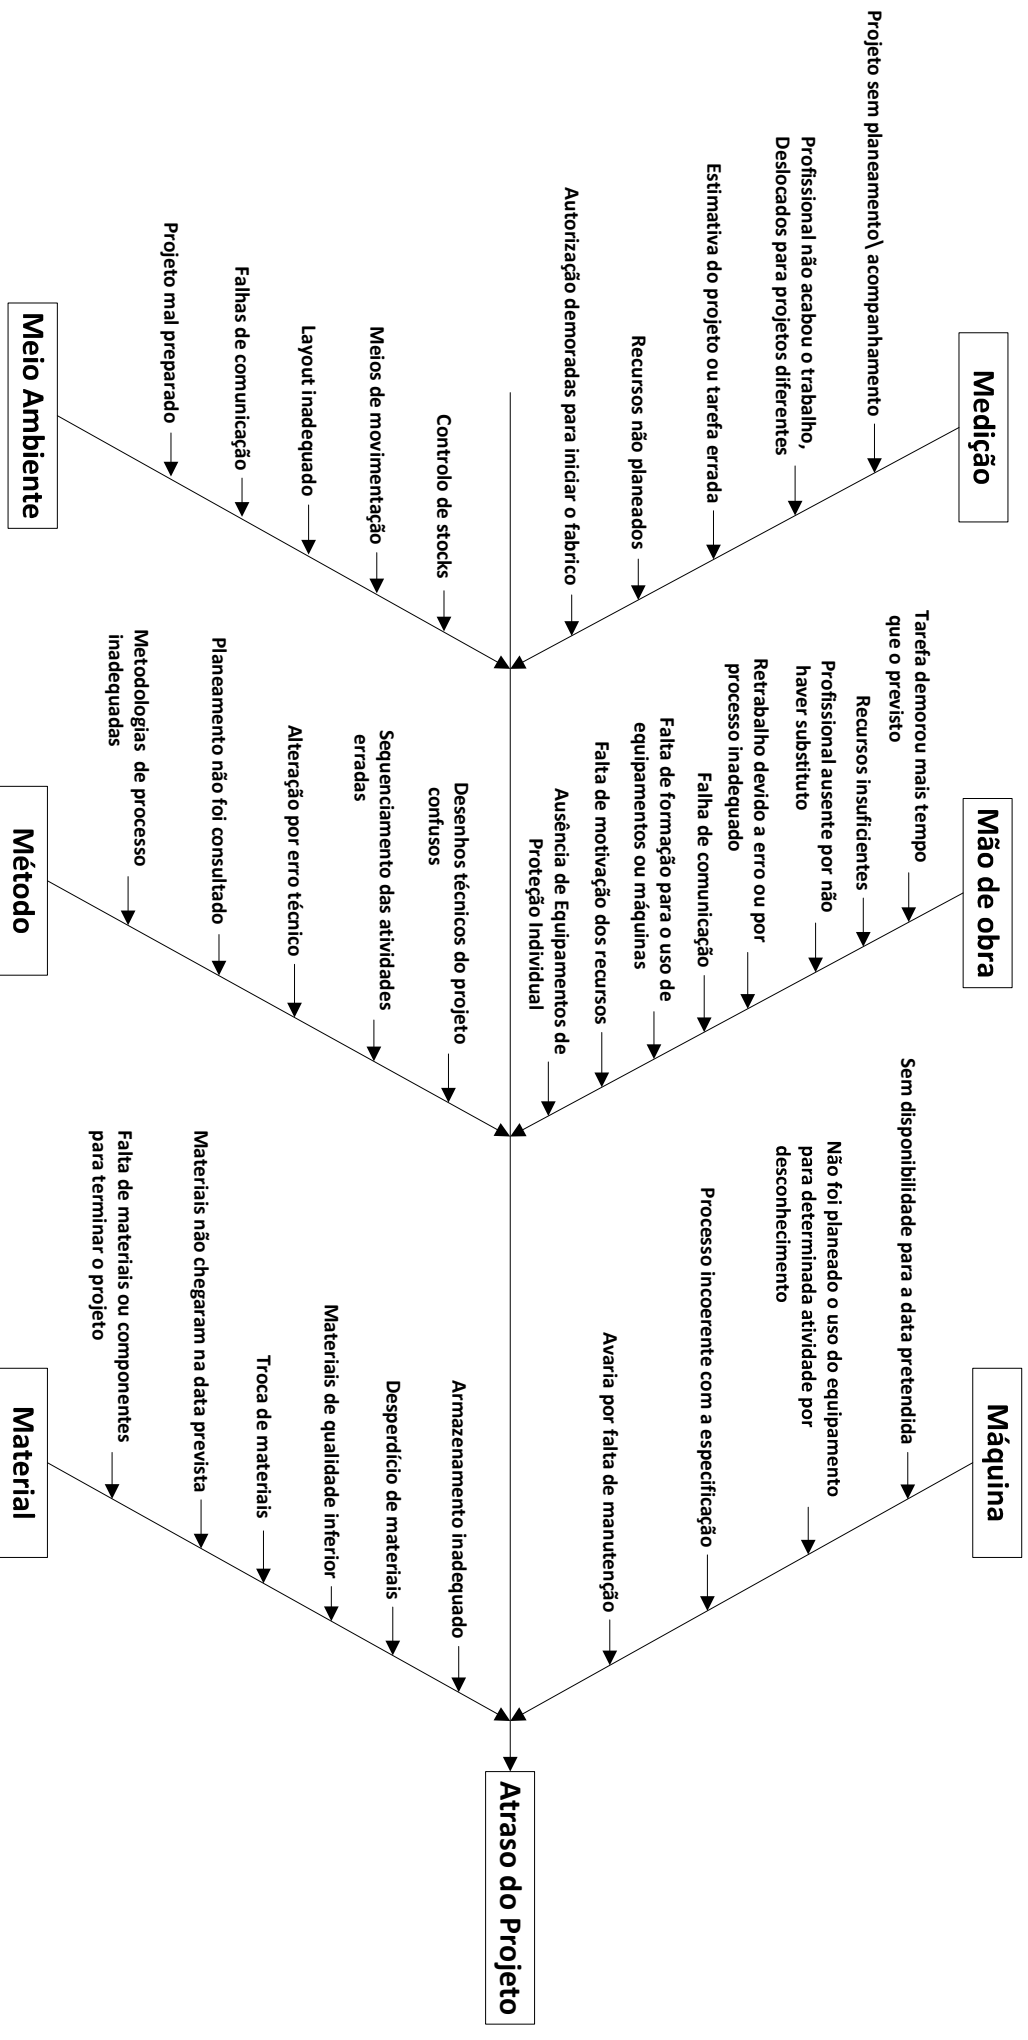 Medição
Projeto sem planeamento\ acompanhamento
Profissional não acabou o trabalho,
Deslocados para projetos diferentes
Estimativa do projeto ou tarefa errada
Recursos não planeados
Autorização demoradas para iniciar o fabrico
Mão de obra
Tarefa demorou mais tempo
que o previsto
Recursos insuficientes
Profissional ausente por não
haver substituto
Retrabalho devido a erro ou por
processo inadequado
Falha de comunicação
Falta de formação para o uso de
equipamentos ou máquinas
Falta de motivação dos recursos
Ausência de Equipamentos de
Proteção Individual
Máquina
Sem disponibilidade para a data pretendida
Não foi planeado o uso do equipamento
para determinada atividade por
desconhecimento
Processo incoerente com a especificação
Avaria por falta de manutenção
Atraso do Projeto
Controlo de stocks
Meios de movimentação
Layout inadequado
Falhas de comunicação
Projeto mal preparado
Meio Ambiente
Desenhos técnicos do projeto
confusos
Sequenciamento das atividades
erradas
Alteração por erro técnico
Planeamento não foi consultado
Metodologias de processo
inadequadas
Método
Armazenamento inadequado
Desperdício de materiais
Materiais de qualidade inferior
Troca de materiais
Materiais não chegaram na data prevista
Falta de materiais ou componentes
para terminar o projeto
Material